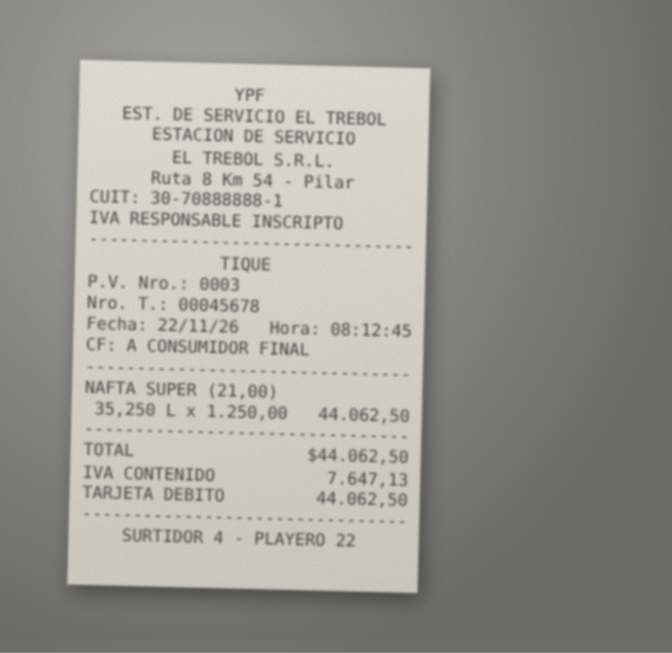 YPF
EST. DE SERVICIO EL TREBOL
ESTACION DE SERVICIO
EL TREBOL S.R.L.
Ruta 8 Km 54 - Pilar
CUIT: 30-70888888-1
IVA RESPONSABLE INSCRIPTO
--------------------------------
TIQUE
P.V. Nro.: 0003
Nro. T.: 00045678
Fecha: 22/11/26   Hora: 08:12:45
CF: A CONSUMIDOR FINAL
--------------------------------
NAFTA SUPER (21,00)
35,250 L x 1.250,00   44.062,50
--------------------------------
TOTAL                 $44.062,50
IVA CONTENIDO           7.647,13
TARJETA DEBITO         44.062,50
--------------------------------
SURTIDOR 4 - PLAYERO 22